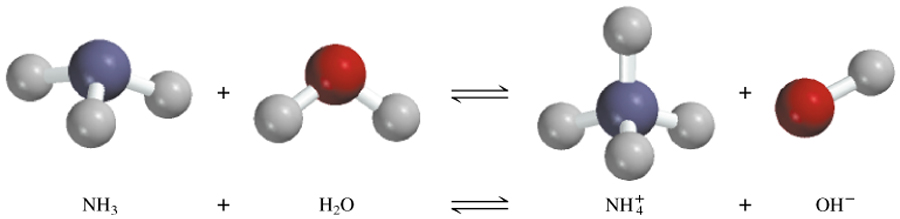 + ⇌ +
NH₃ + H₂O ⇌ NH₄⁺ + OH⁻